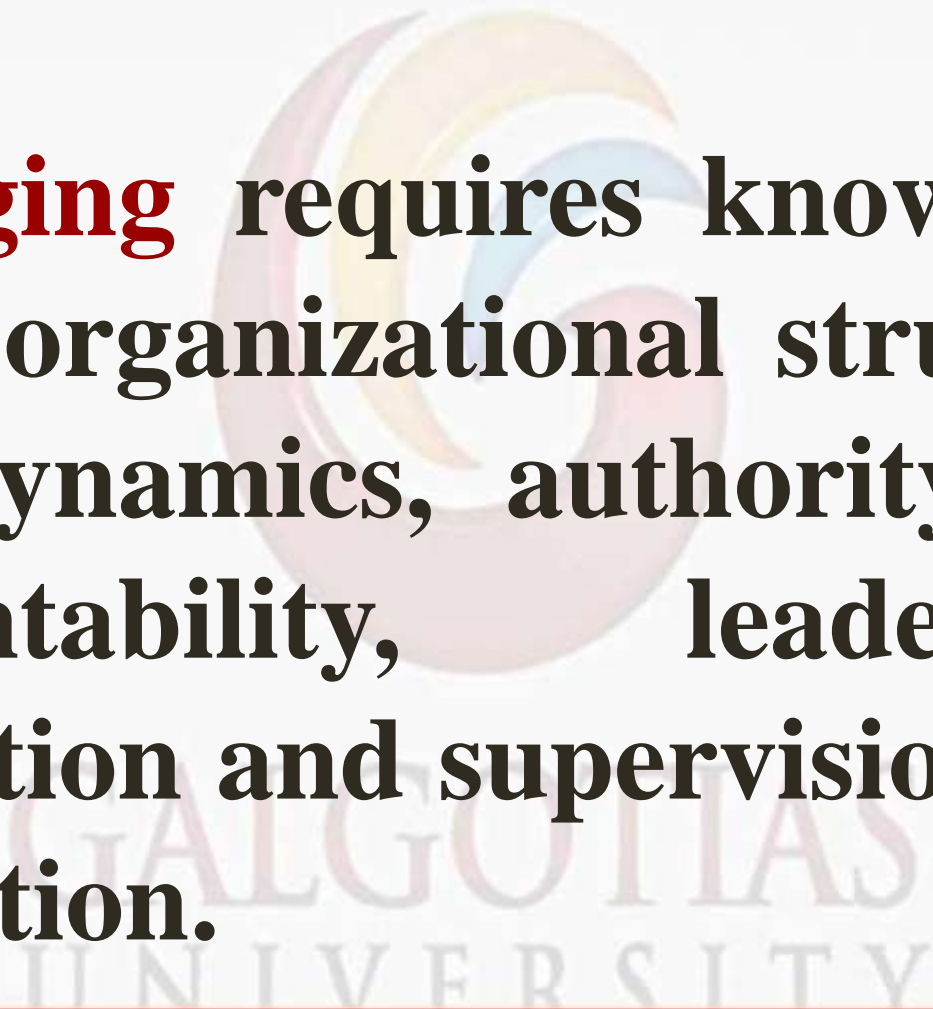 ging requires know
organizational stru
ynamics, authority
ntability, leade
tion and supervisio
tion.
GALGOTIAS
UNIVERSITY